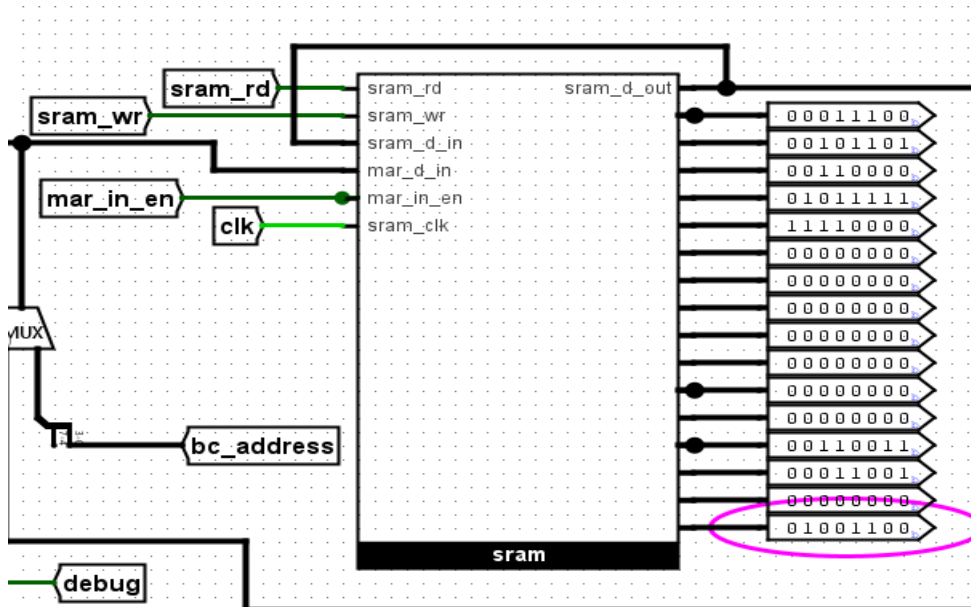 sram_rd
sram_wr
mar_in_en
clk
MUX
bc_address
debug
sram_rd
sram_wr
sram_d_in
mar_d_in
mar_in_en
sram_clk
sram_d_out
sram
00011100
00101101
00110000
01011111
11110000
00000000
00000000
00000000
00000000
00000000
00000000
00000000
00110011
00011001
00000000
01001100